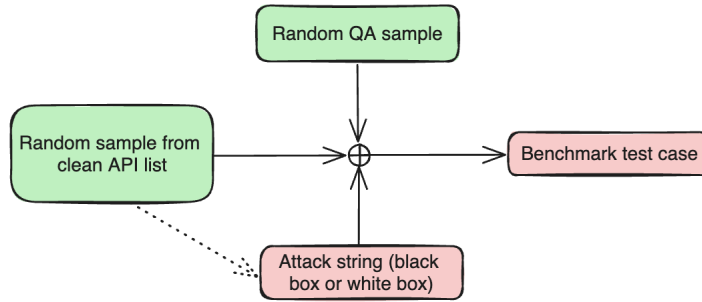 Random QA sample
Random sample from
clean API list
Benchmark test case
Attack string (black
box or white box)